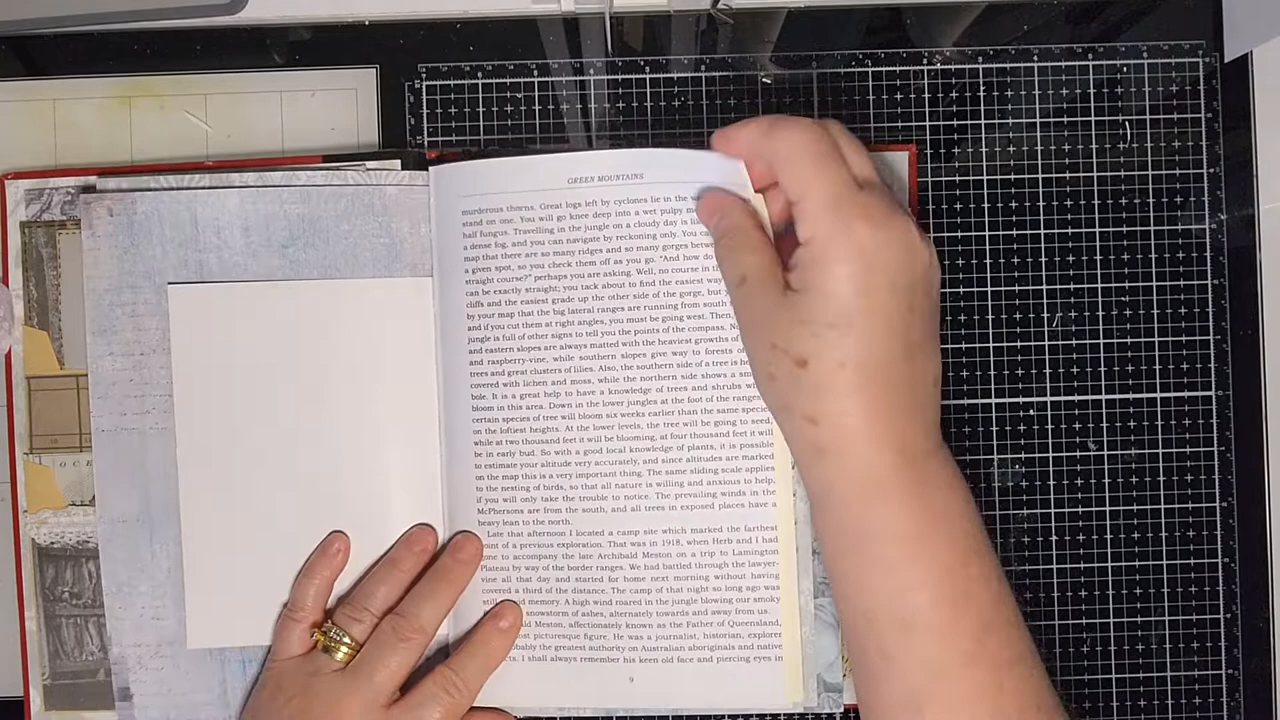 GREEN MOUNTAINS
murderous thorns. Great logs left by cyclones lie in the
stand on one. You will go knee deep into a wet pulpy
half fungus. Travelling in the jungle on a cloudy day is
a dense fog, and you can navigate by reckoning only. You
map that there are so many ridges and so many gorges
a given spot, so you check them off as you go. "And how do
straight course?" perhaps you are asking. Well, no course in
can be exactly straight; you tack about to find the easiest way
cliffs and the easiest grade up the other side of the gorge, but
by your map that the big lateral ranges are running from south
and if you cut them at right angles, you must be going west. Then,
jungle is full of other signs to tell you the points of the compass.
and eastern slopes are always matted with the heaviest growths of
and raspberry-vine, while southern slopes give way to forests of
trees and great clusters of lilies. Also, the southern side of a tree is
covered with lichen and moss, while the northern side shows a
bole. It is a great help to have a knowledge of trees and shrubs
bloom in this area. Down in the lower jungles at the foot of the ranges
certain species of tree will bloom six weeks earlier than the same species
on the loftiest heights. At the lower levels, the tree will be going to seed,
while at two thousand feet it will be blooming, at four thousand feet it will
be in early bud. So with a good local knowledge of plants, it is possible
to estimate your altitude very accurately, and since altitudes are marked
on the map this is a very important thing. The same sliding scale applies
to the nesting of birds, so that all nature is willing and anxious to help,
if you will only take the trouble to notice. The prevailing winds in the
McPhersons are from the south, and all trees in exposed places have a
heavy lean to the north.
Late that afternoon I located a camp site which marked the farthest
point of a previous exploration. That was in 1918, when Herb and I had
gone to accompany the late Archibald Meston on a trip to Lamington
Plateau by way of the border ranges. We had battled through the lawyer-
vine all that day and started for home next morning without having
covered a third of the distance. The camp of that night so long ago was
still memory. A high wind roared in the jungle blowing our smoky
snowstorm of ashes, alternately towards and away from us.
Meston, affectionately known as the Father of Queensland,
picturesque figure. He was a journalist, historian, explorer
probably the greatest authority on Australian aboriginals and native
I shall always remember his keen old face and piercing eyes in
9